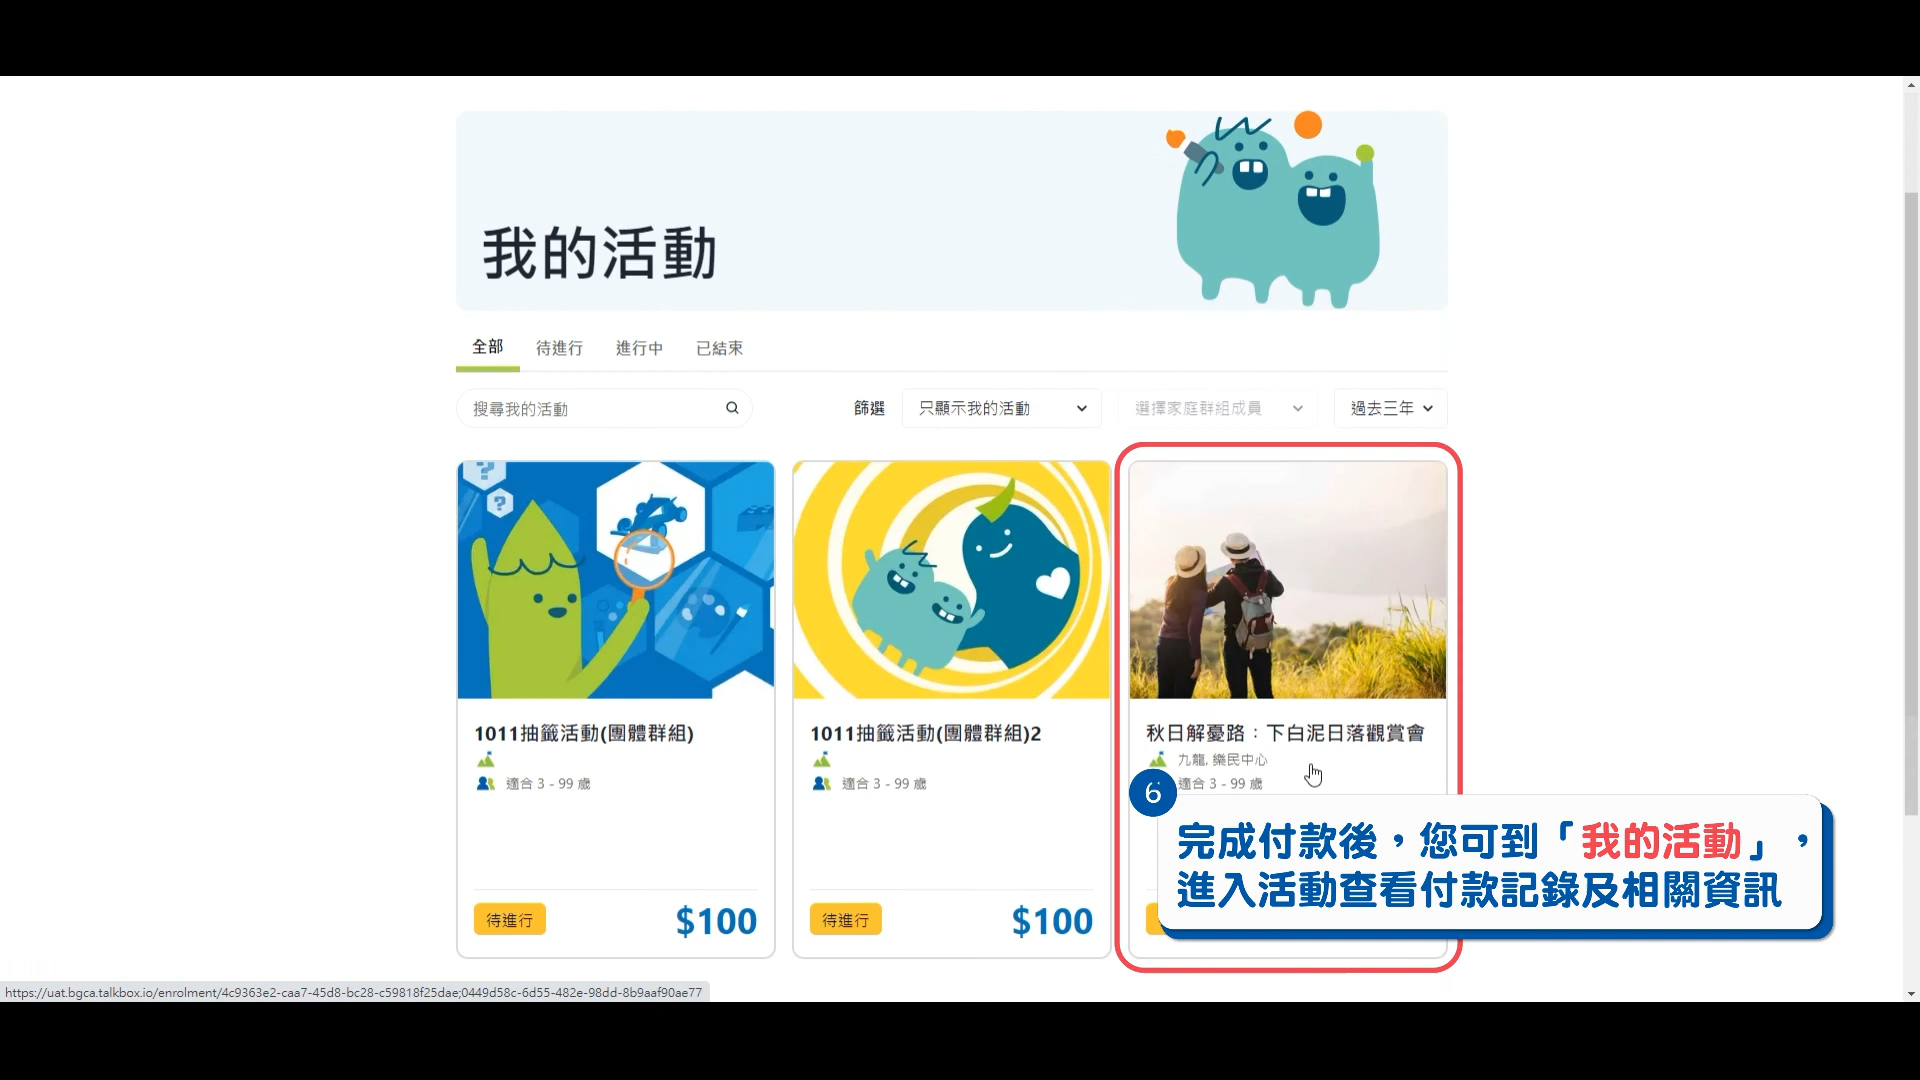 我的活動
全部 待進行 進行中 已結束
搜尋我的活動 篩選 只顯示我的活動 選擇家庭群組成員 過去三年
? ?
1011抽籤活動(團體群組)
適合 3 - 99 歲
待進行 $100
1011抽籤活動(團體群組)2
適合 3 - 99 歲
待進行 $100
秋日解憂路：下白泥日落觀賞會
九龍, 樂民中心
適合 3 - 99 歲
6
完成付款後，您可到「我的活動」，
進入活動查看付款記錄及相關資訊
https://uat.bgca.talkbox.io/enrolment/4c9363e2-caa7-45d8-bc28-c59818f25dae;0449d58c-6d55-482e-98dd-8b9aaf90ae77